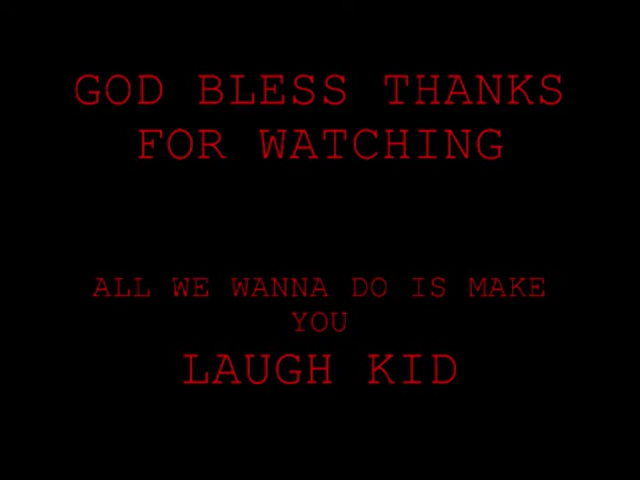 GOD BLESS THANKS
FOR WATCHING
ALL WE WANNA DO IS MAKE
YOU
LAUGH KID